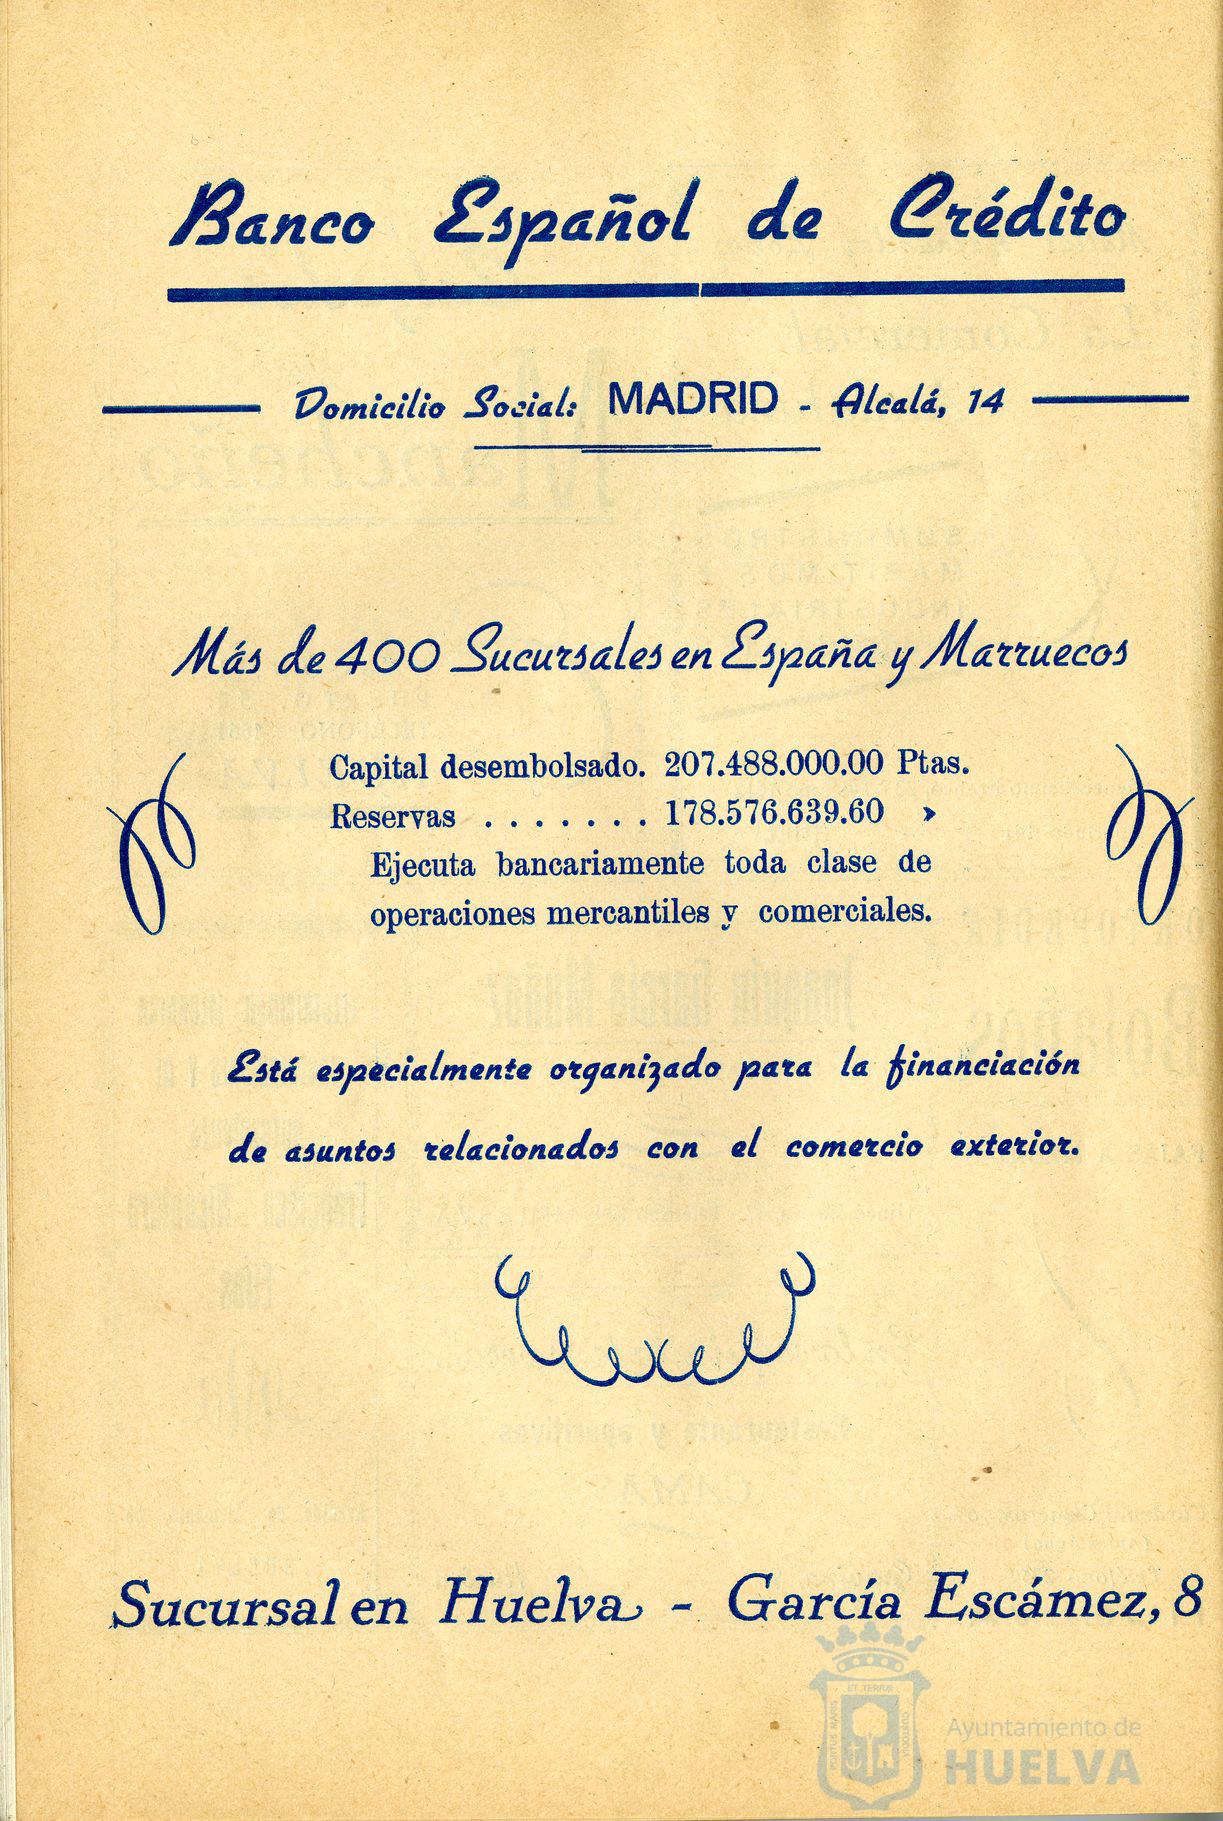 Banco Español de Crédito
Domicilio Social: MADRID - Alcalá, 14
Más de 400 Sucursales en España y Marruecos
Capital desembolsado. 207.488.000.00 Ptas.
Reservas . . . . . . . 178.576.639.60 »
Ejecuta bancariamente toda clase de
operaciones mercantiles y comerciales.
Está especialmente organizado para la financiación
de asuntos relacionados con el comercio exterior.
Sucursal en Huelva - García Escámez, 8
Ayuntamiento de
HUELVA